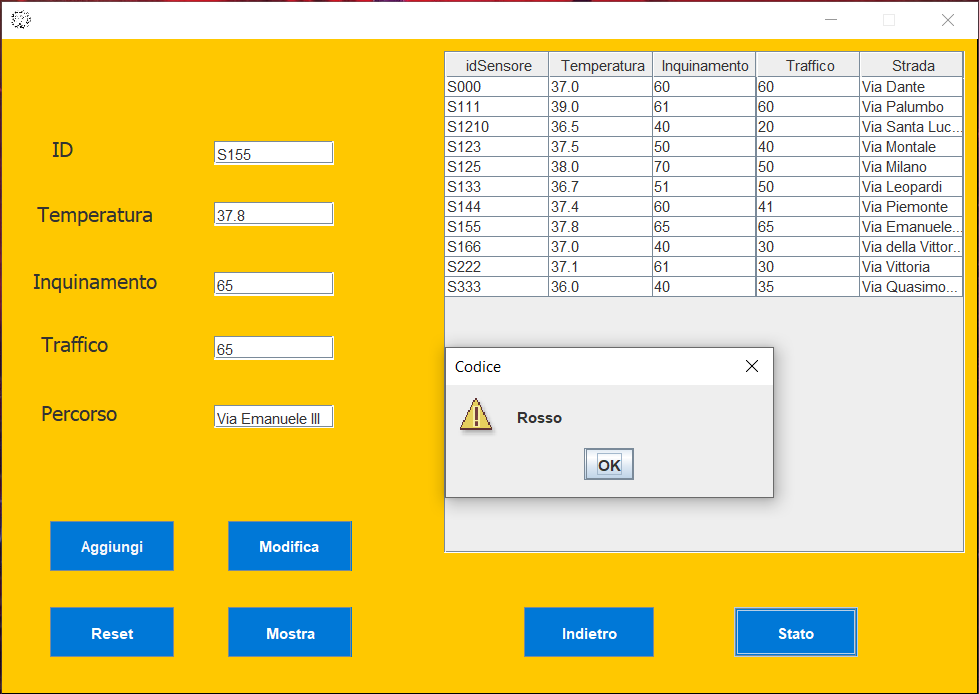 ID
S155
Temperatura
37.8
Inquinamento
65
Traffico
65
Percorso
Via Emanuele III
Aggiungi
Modifica
Reset
Mostra
idSensore Temperatura Inquinamento Traffico Strada
S000 37.0 60 60 Via Dante
S111 39.0 61 60 Via Palumbo
S1210 36.5 40 20 Via Santa Luc...
S123 37.5 50 40 Via Montale
S125 38.0 70 50 Via Milano
S133 36.7 51 50 Via Leopardi
S144 37.4 60 41 Via Piemonte
S155 37.8 65 65 Via Emanuele...
S166 37.0 40 30 Via della Vittor...
S222 37.1 61 30 Via Vittoria
S333 36.0 40 35 Via Quasimo...
Codice
Rosso
OK
Indietro
Stato